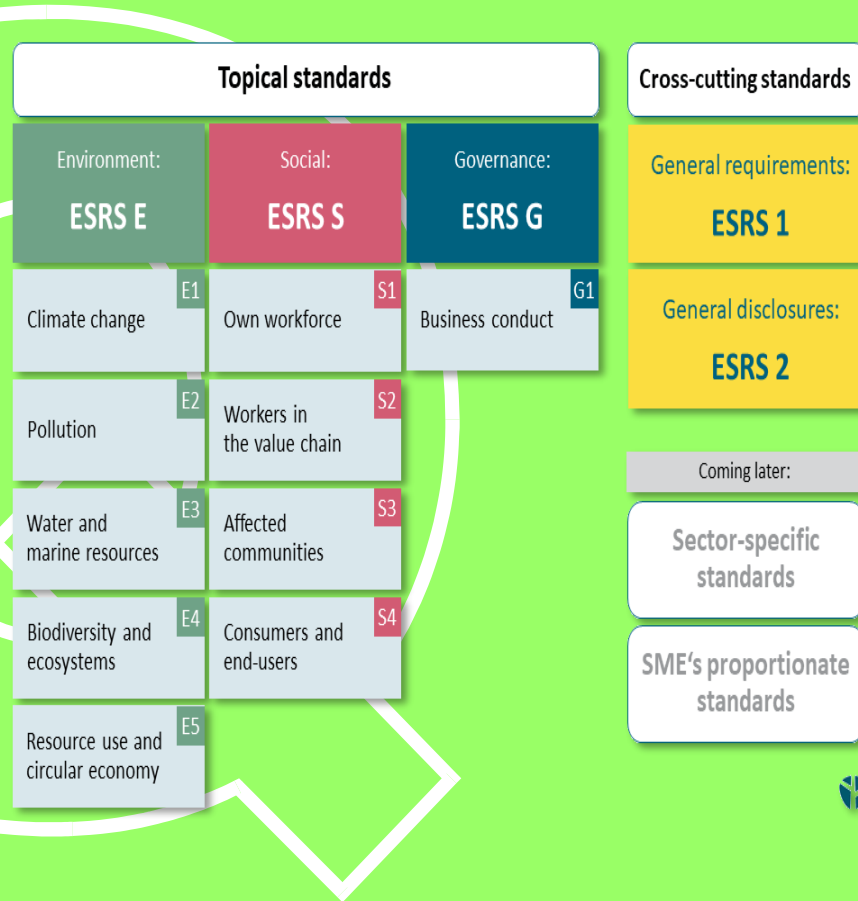 Topical standards
Environment:
ESRS E
Social:
ESRS S
Governance:
ESRS G
E1
Climate change
E2
Pollution
E3
Water and
marine resources
E4
Biodiversity and
ecosystems
E5
Resource use and
circular economy
S1
Own workforce
S2
Workers in
the value chain
S3
Affected
communities
S4
Consumers and
end-users
G1
Business conduct
Cross-cutting standards
General requirements:
ESRS 1
General disclosures:
ESRS 2
Coming later:
Sector-specific
standards
SME‘s proportionate
standards